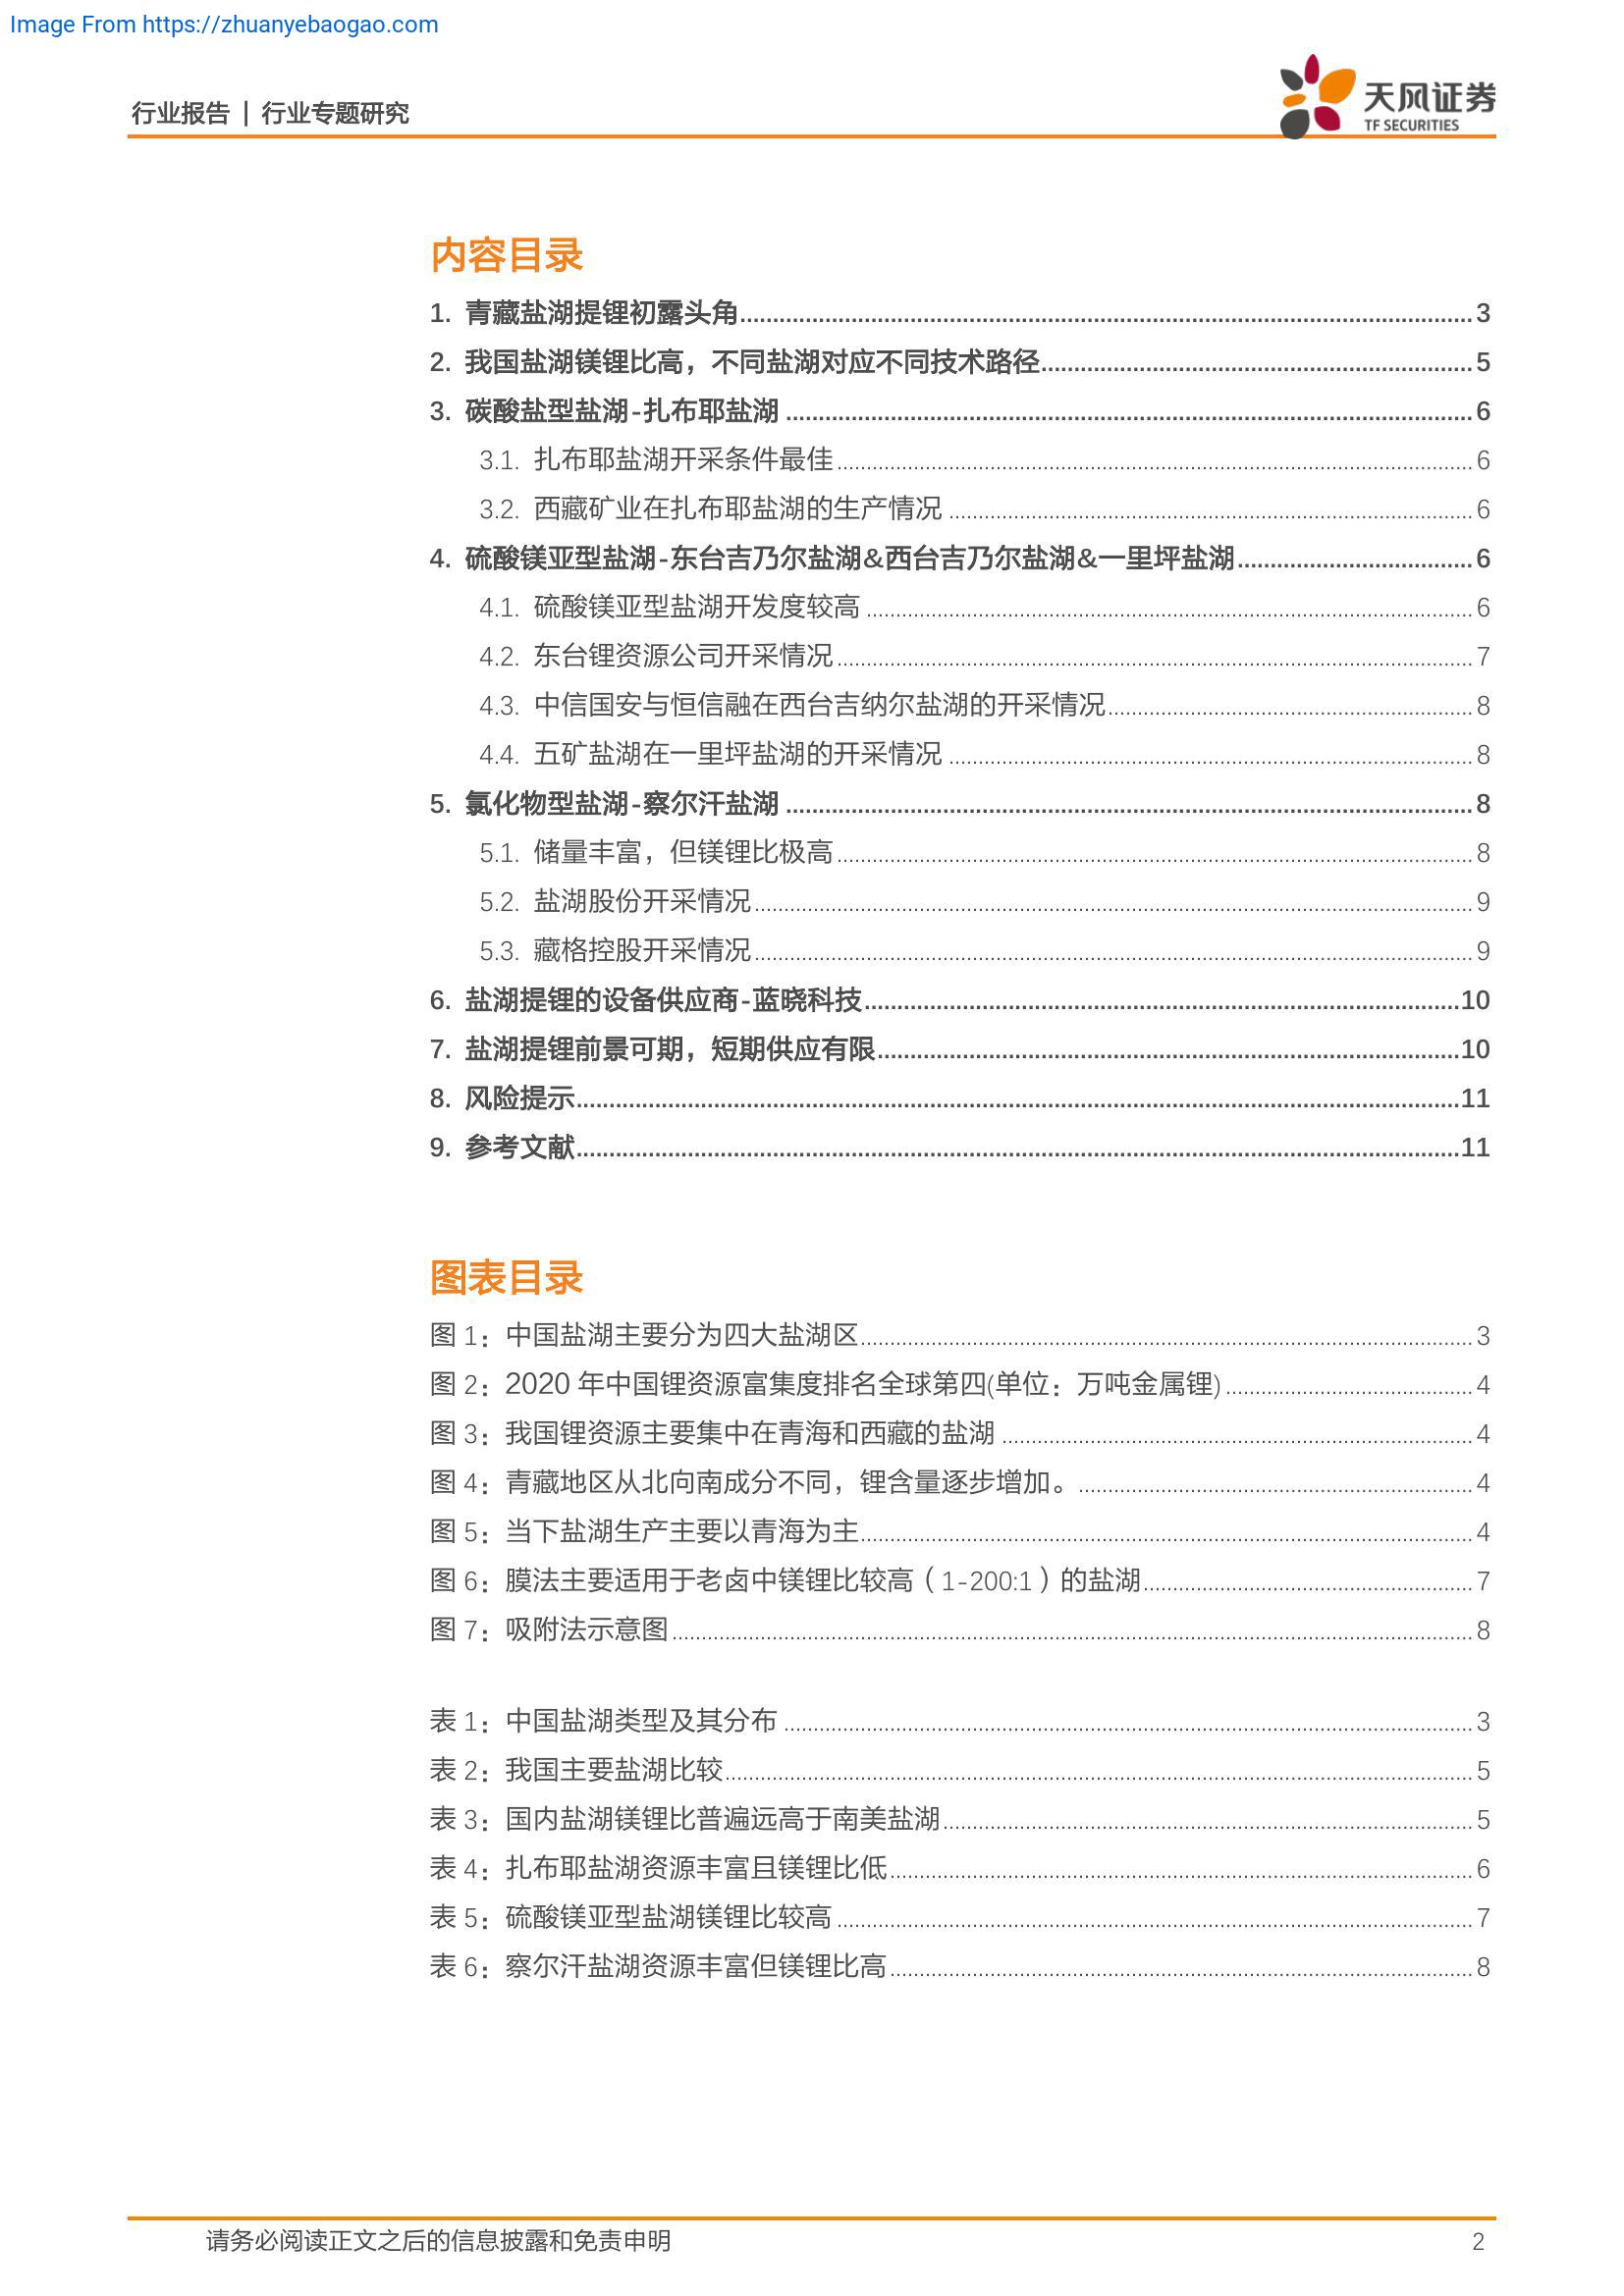 Image From https://zhuanyebaogao.com
行业报告 | 行业专题研究
天风证券
TF SECURITIES
内容目录
1. 青藏盐湖提锂初露头角 3
2. 我国盐湖镁锂比高，不同盐湖对应不同技术路径 5
3. 碳酸盐型盐湖-扎布耶盐湖 6
3.1. 扎布耶盐湖开采条件最佳 6
3.2. 西藏矿业在扎布耶盐湖的生产情况 6
4. 硫酸镁亚型盐湖-东台吉乃尔盐湖&西台吉乃尔盐湖&一里坪盐湖 6
4.1. 硫酸镁亚型盐湖开发度较高 6
4.2. 东台锂资源公司开采情况 7
4.3. 中信国安与恒信融在西台吉纳尔盐湖的开采情况 8
4.4. 五矿盐湖在一里坪盐湖的开采情况 8
5. 氯化物型盐湖-察尔汗盐湖 8
5.1. 储量丰富，但镁锂比极高 8
5.2. 盐湖股份开采情况 9
5.3. 藏格控股开采情况 9
6. 盐湖提锂的设备供应商-蓝晓科技 10
7. 盐湖提锂前景可期，短期供应有限 10
8. 风险提示 11
9. 参考文献 11
图表目录
图 1：中国盐湖主要分为四大盐湖区 3
图 2：2020 年中国锂资源富集度排名全球第四(单位：万吨金属锂) 4
图 3：我国锂资源主要集中在青海和西藏的盐湖 4
图 4：青藏地区从北向南成分不同，锂含量逐步增加。 4
图 5：当下盐湖生产主要以青海为主 4
图 6：膜法主要适用于老卤中镁锂比较高（1-200:1）的盐湖 7
图 7：吸附法示意图 8
表 1：中国盐湖类型及其分布 3
表 2：我国主要盐湖比较 5
表 3：国内盐湖镁锂比普遍远高于南美盐湖 5
表 4：扎布耶盐湖资源丰富且镁锂比低 6
表 5：硫酸镁亚型盐湖镁锂比较高 7
表 6：察尔汗盐湖资源丰富但镁锂比高 8
请务必阅读正文之后的信息披露和免责申明 2